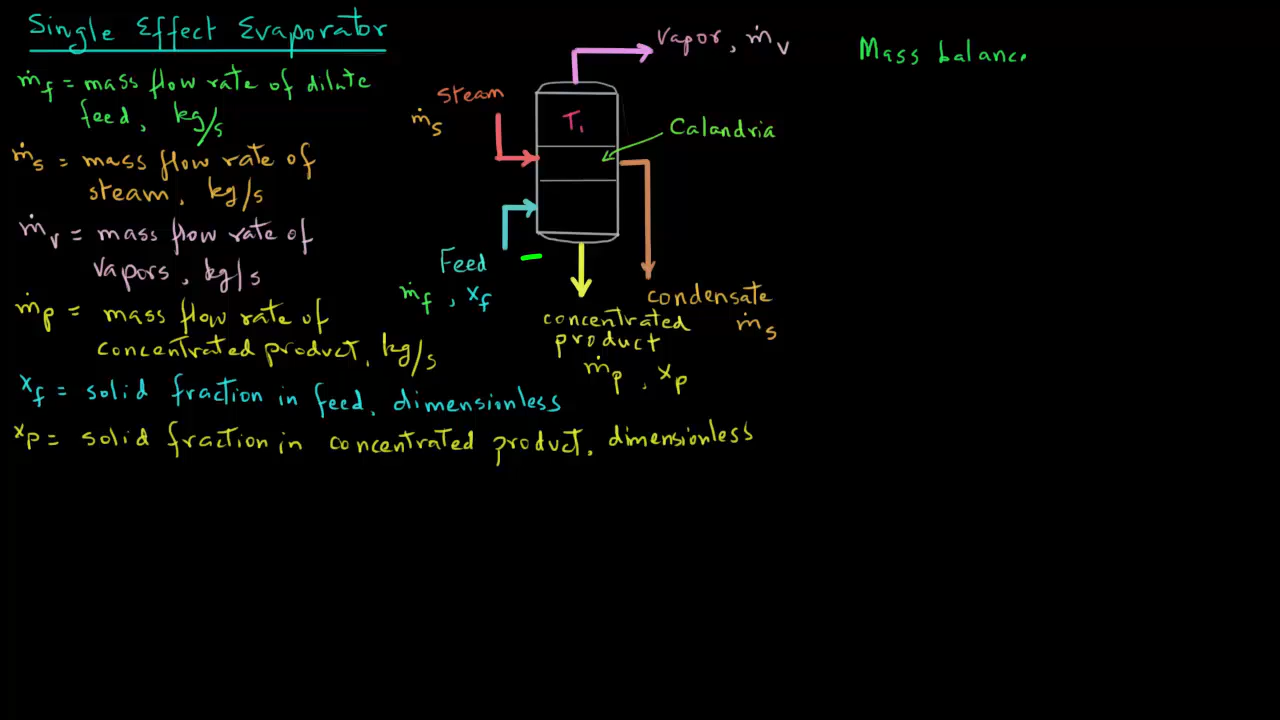 Single Effect Evaporator
ṁf = mass flow rate of dilute
feed, kg/s
ṁs = mass flow rate of
steam, kg/s
ṁv = mass flow rate of
vapors, kg/s
ṁp = mass flow rate of
concentrated product, kg/s
xf = solid fraction in feed, dimensionless
xp = solid fraction in concentrated product, dimensionless
Vapor, ṁv
steam
ṁs
T1
Calandria
Feed
ṁf, xf
concentrated
product
ṁp, xp
condensate
ṁs
Mass balance